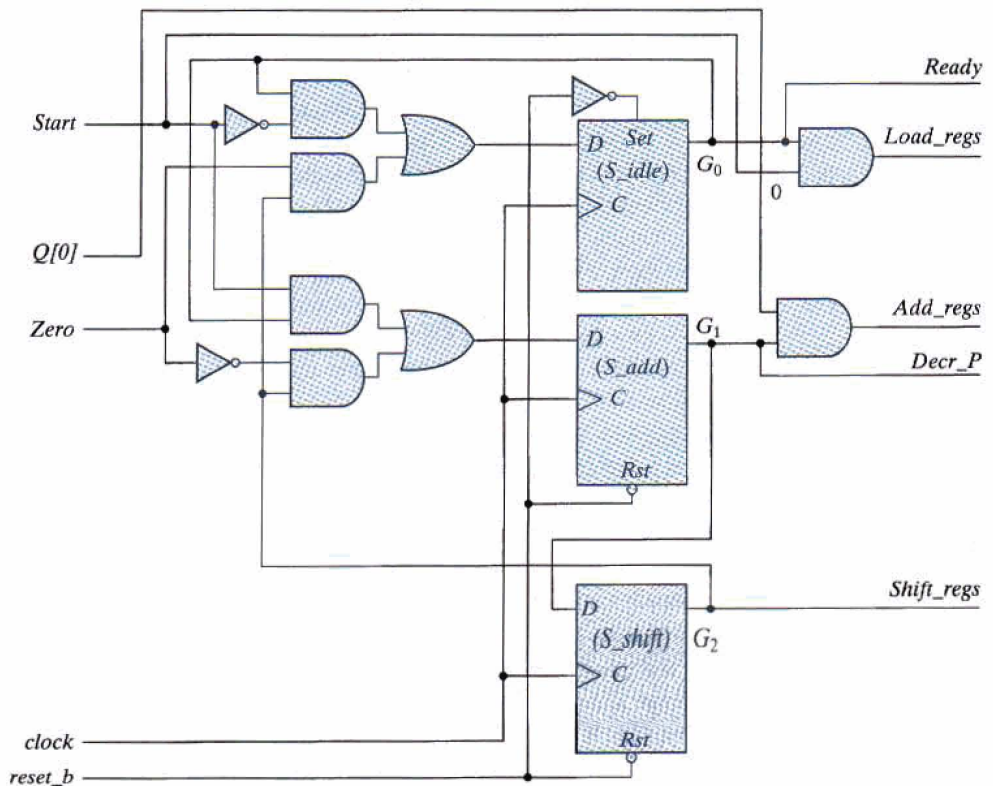 Ready
Start
Load_regs
Set
D
G0
(S_idle)
0
C
Q[0]
Add_regs
Zero
G1
D
Decr_P
(S_add)
C
Rst
Shift_regs
D
(S_shift)
G2
C
clock
Rst
reset_b